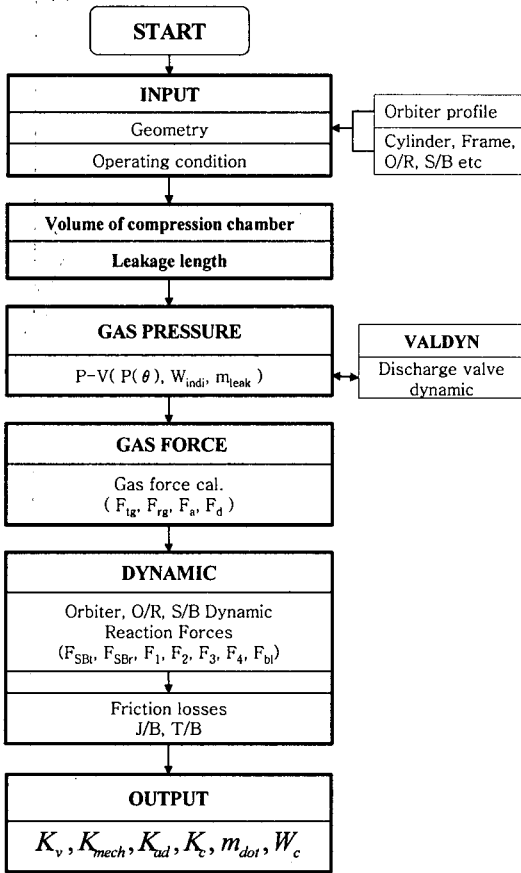 START
INPUT
Geometry
Operating condition
Orbiter profile
Cylinder, Frame,
O/R, S/B etc
Volume of compression chamber
Leakage length
GAS PRESSURE
P-V( P(θ), W_indi, m_leak )
VALDYN
Discharge valve
dynamic
GAS FORCE
Gas force cal.
( F_tg, F_rg, F_a, F_d )
DYNAMIC
Orbiter, O/R, S/B Dynamic
Reaction Forces
(F_SBt, F_SBr, F_1, F_2, F_3, F_4, F_bl)
Friction losses
J/B, T/B
OUTPUT
K_v, K_mech, K_ad, K_c, m_dot, W_c